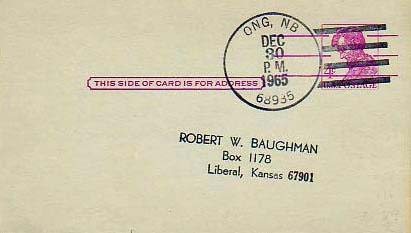 ONG, NB
DEC
30
P.M.
1965
68935
4¢
U.S. POSTAGE
THIS SIDE OF CARD IS FOR ADDRESS
ROBERT W. BAUGHMAN
Box 1178
Liberal, Kansas 67901